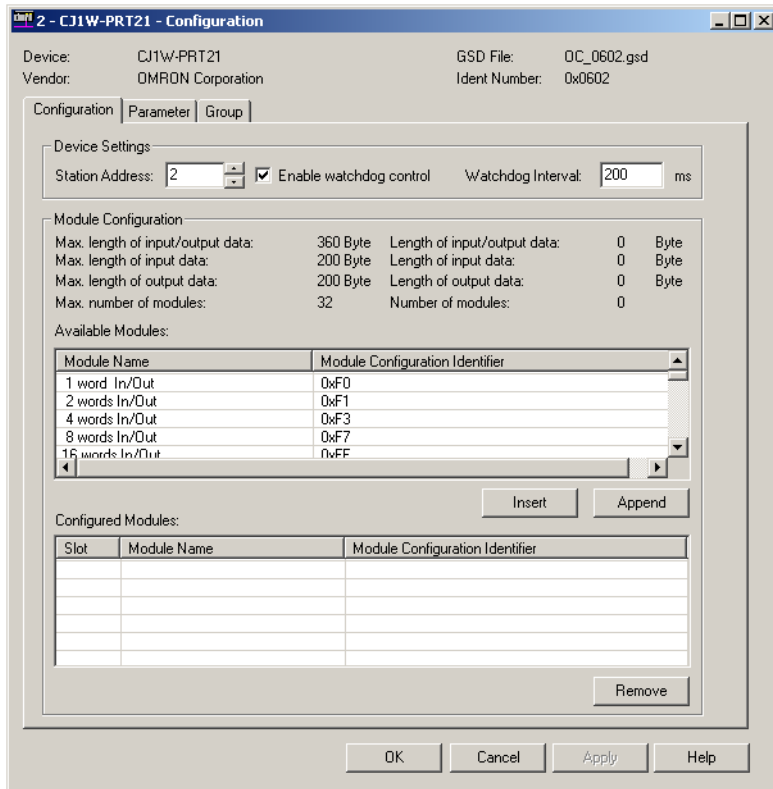 2 - CJ1W-PRT21 - Configuration
Device: CJ1W-PRT21 GSD File: OC_0602.gsd
Vendor: OMRON Corporation Ident Number: 0x0602
Configuration Parameter Group
Device Settings
Station Address: 2 Enable watchdog control Watchdog Interval: 200 ms
Module Configuration
Max. length of input/output data: 360 Byte Length of input/output data: 0 Byte
Max. length of input data: 200 Byte Length of input data: 0 Byte
Max. length of output data: 200 Byte Length of output data: 0 Byte
Max. number of modules: 32 Number of modules: 0
Available Modules:
Module Name Module Configuration Identifier
1 word In/Out 0xF0
2 words In/Out 0xF1
4 words In/Out 0xF3
8 words In/Out 0xF7
16 words In/Out 0xFF
Insert Append
Configured Modules:
Slot Module Name Module Configuration Identifier
Remove
OK Cancel Apply Help